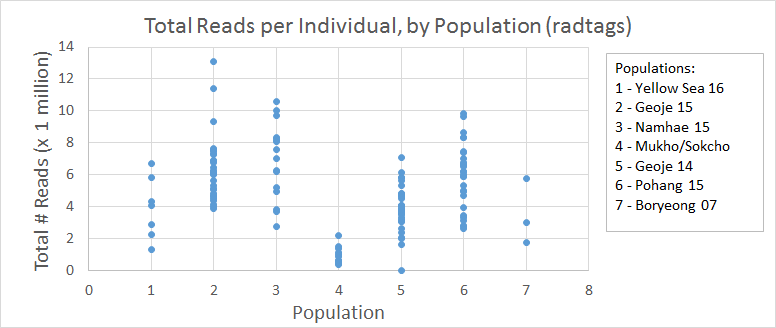 Total Reads per Individual, by Population (radtags)
Total # Reads (x 1 million)
14
12
10
8
6
4
2
0
0 1 2 3 4 5 6 7 8
Population
Populations:
1 - Yellow Sea 16
2 - Geoje 15
3 - Namhae 15
4 - Mukho/Sokcho
5 - Geoje 14
6 - Pohang 15
7 - Boryeong 07